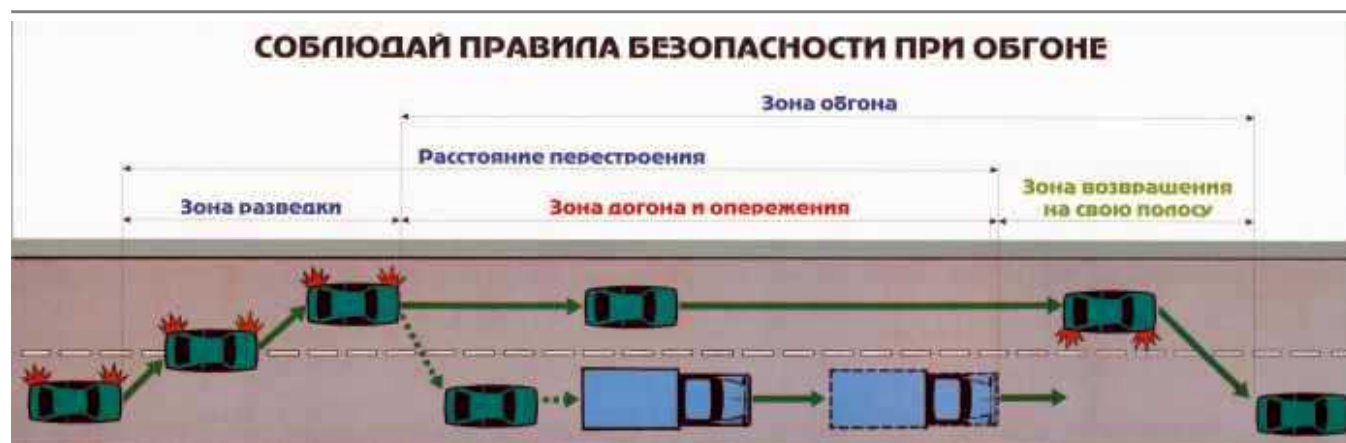 СОБЛЮДАЙ ПРАВИЛА БЕЗОПАСНОСТИ ПРИ ОБГОНЕ
Зона обгона
Расстояние перестроения
Зона разведки
Зона догона и опережения
Зона возвращения
на свою полосу